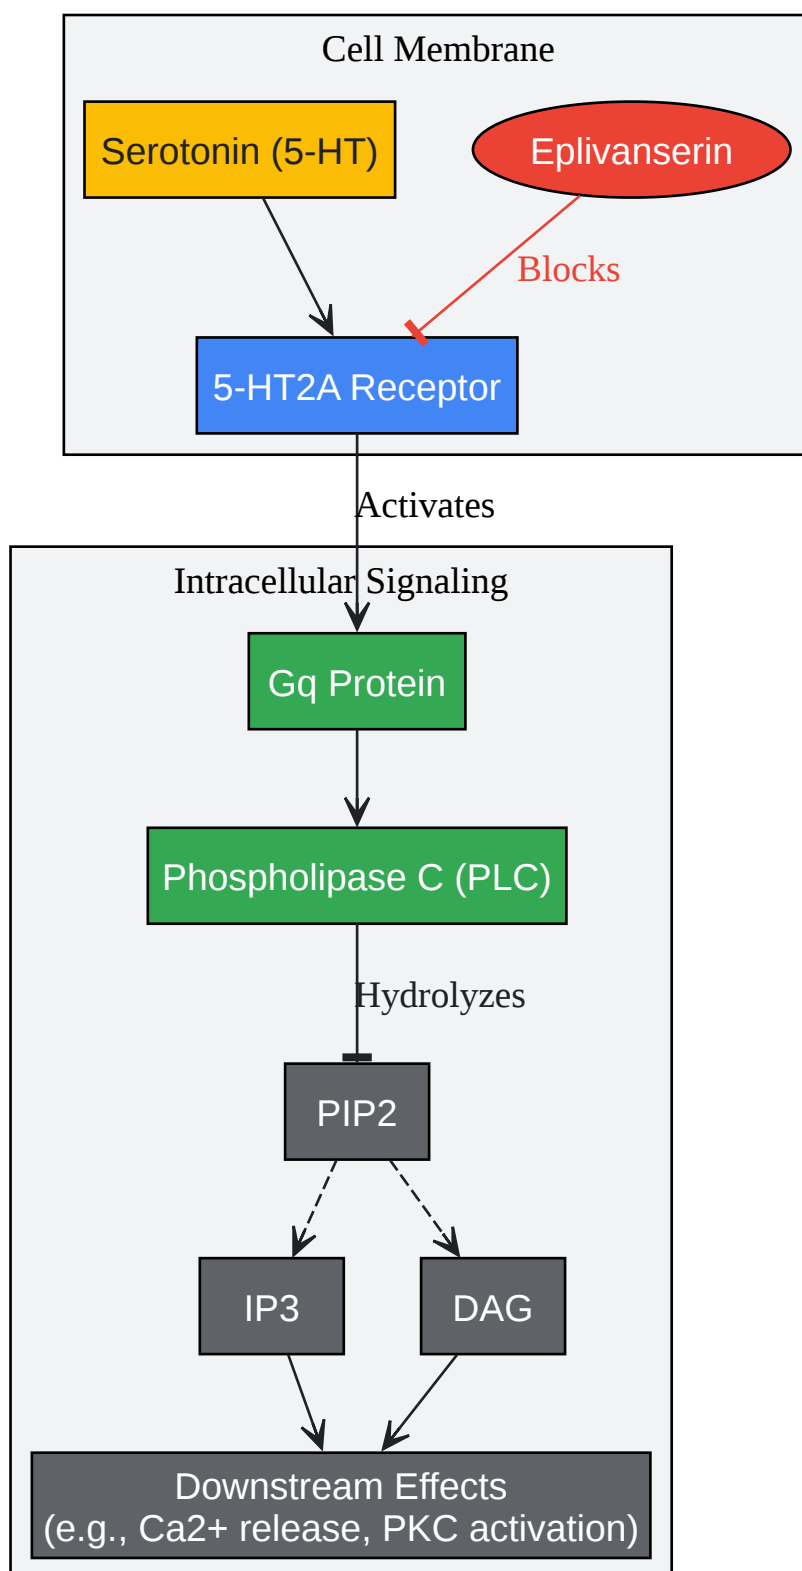 Cell Membrane
Serotonin (5-HT)
Eplivanserin
Blocks
5-HT2A Receptor
Activates
Intracellular Signaling
Gq Protein
Phospholipase C (PLC)
Hydrolyzes
PIP2
IP3
DAG
Downstream Effects
(e.g., Ca2+ release, PKC activation)